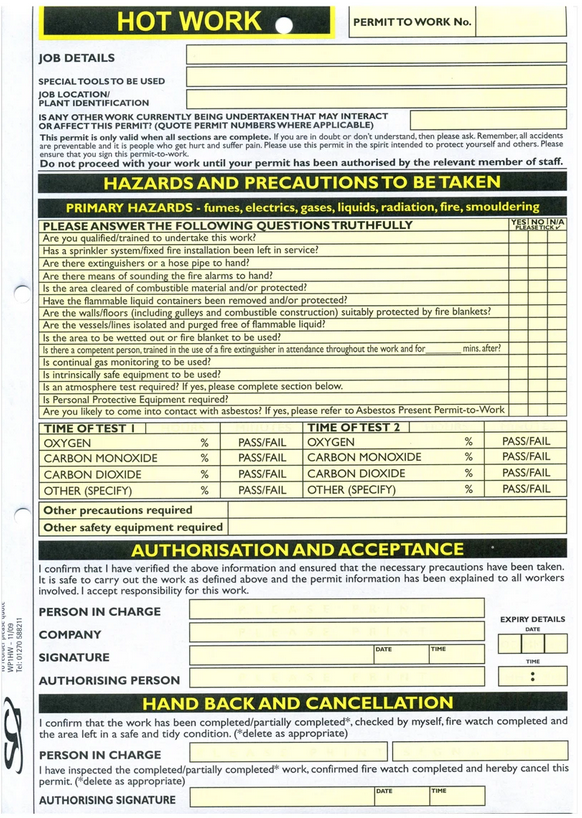 HOT WORK
PERMIT TO WORK No.
JOB DETAILS
SPECIAL TOOLS TO BE USED
JOB LOCATION/
PLANT IDENTIFICATION
IS ANY OTHER WORK CURRENTLY BEING UNDERTAKEN THAT MAY INTERACT
OR AFFECT THIS PERMIT? (QUOTE PERMIT NUMBERS WHERE APPLICABLE)
This permit is only valid when all sections are complete. If you are in doubt or don't understand, then please ask. Remember, all accidents
are preventable and it is people who get hurt and suffer pain. Please use this permit in the spirit intended to protect yourself and others. Please
ensure that you sign this permit-to-work.
Do not proceed with your work until your permit has been authorised by the relevant member of staff.
HAZARDS AND PRECAUTIONS TO BE TAKEN
PRIMARY HAZARDS - fumes, electrics, gases, liquids, radiation, fire, smouldering
PLEASE ANSWER THE FOLLOWING QUESTIONS TRUTHFULLY YES NO N/A
PLEASE TICK ✓
Are you qualified/trained to undertake this work?
Has a sprinkler system/fixed fire installation been left in service?
Are there extinguishers or a hose pipe to hand?
Are there means of sounding the fire alarms to hand?
Is the area cleared of combustible material and/or protected?
Have the flammable liquid containers been removed and/or protected?
Are the walls/floors (including gulleys and combustible construction) suitably protected by fire blankets?
Are the vessels/lines isolated and purged free of flammable liquid?
Is the area to be wetted out or fire blanket to be used?
Is there a competent person, trained in the use of a fire extinguisher in attendance throughout the work and for________ mins. after?
Is continual gas monitoring to be used?
Is intrinsically safe equipment to be used?
Is an atmosphere test required? If yes, please complete section below.
Is Personal Protective Equipment required?
Are you likely to come into contact with asbestos? If yes, please refer to Asbestos Present Permit-to-Work
TIME OF TEST 1 TIME OF TEST 2
OXYGEN % PASS/FAIL OXYGEN % PASS/FAIL
CARBON MONOXIDE % PASS/FAIL CARBON MONOXIDE % PASS/FAIL
CARBON DIOXIDE % PASS/FAIL CARBON DIOXIDE % PASS/FAIL
OTHER (SPECIFY) % PASS/FAIL OTHER (SPECIFY) % PASS/FAIL
Other precautions required
Other safety equipment required
AUTHORISATION AND ACCEPTANCE
I confirm that I have verified the above information and ensured that the necessary precautions have been taken.
It is safe to carry out the work as defined above and the permit information has been explained to all workers
involved. I accept responsibility for this work.
PERSON IN CHARGE
COMPANY
SIGNATURE DATE TIME
AUTHORISING PERSON
EXPIRY DETAILS
DATE
TIME
:
HAND BACK AND CANCELLATION
I confirm that the work has been completed/partially completed*, checked by myself, fire watch completed and
the area left in a safe and tidy condition. (*delete as appropriate)
PERSON IN CHARGE
I have inspected the completed/partially completed* work, confirmed fire watch completed and hereby cancel this
permit. (*delete as appropriate)
AUTHORISING SIGNATURE DATE TIME
WP1HW - 11/09
Tel: 01270 588211